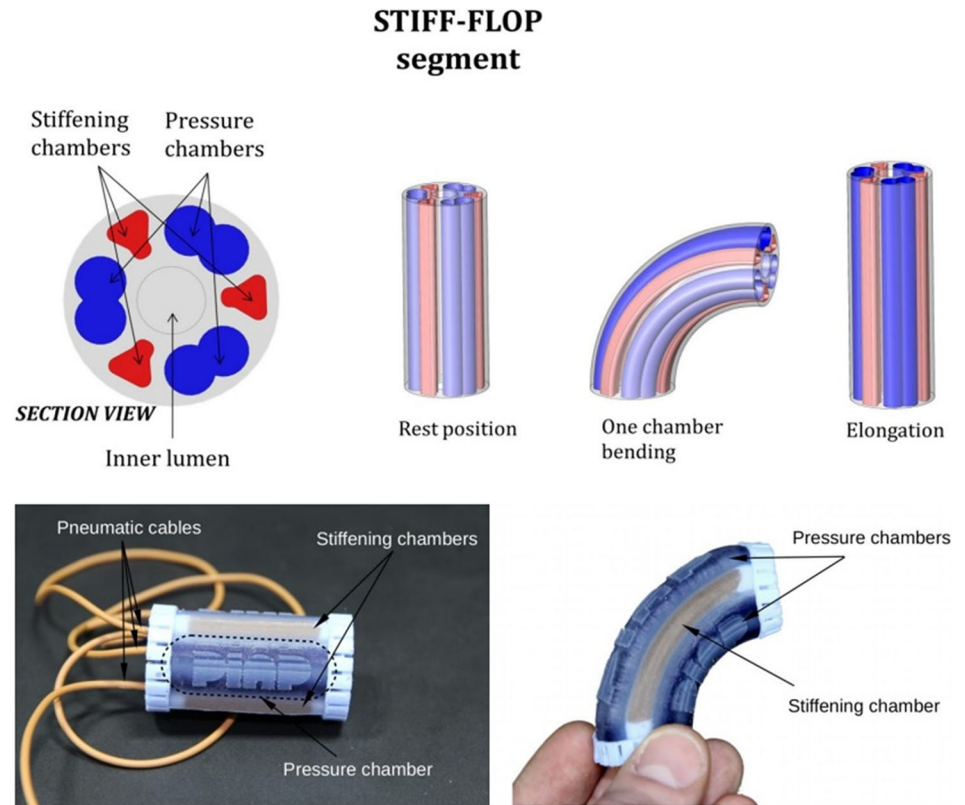 STIFF-FLOP
segment
Stiffening
chambers
Pressure
chambers
SECTION VIEW
Inner lumen
Rest position
One chamber
bending
Elongation
Pneumatic cables
Stiffening chambers
PIAP
Pressure chamber
Pressure chambers
Stiffening chamber